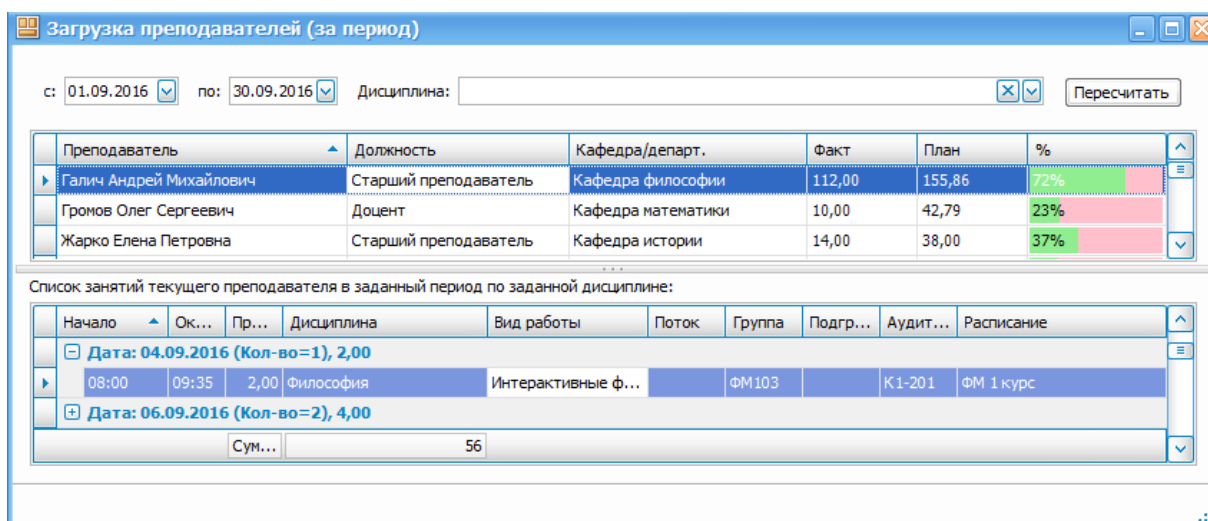 Загрузка преподавателей (за период)
с: 01.09.2016 по: 30.09.2016 Дисциплина: Пересчитать
Преподаватель Должность Кафедра/департ. Факт План %
Галич Андрей Михайлович Старший преподаватель Кафедра философии 112,00 155,86 72%
Громов Олег Сергеевич Доцент Кафедра математики 10,00 42,79 23%
Жарко Елена Петровна Старший преподаватель Кафедра истории 14,00 38,00 37%
Список занятий текущего преподавателя в заданный период по заданной дисциплине:
Начало Ок... Пр... Дисциплина Вид работы Поток Группа Подгр... Аудит... Расписание
Дата: 04.09.2016 (Кол-во=1), 2,00
08:00 09:35 2,00 Философия Интерактивные ф... ФМ103 К1-201 ФМ 1 курс
Дата: 06.09.2016 (Кол-во=2), 4,00
Сум... 56